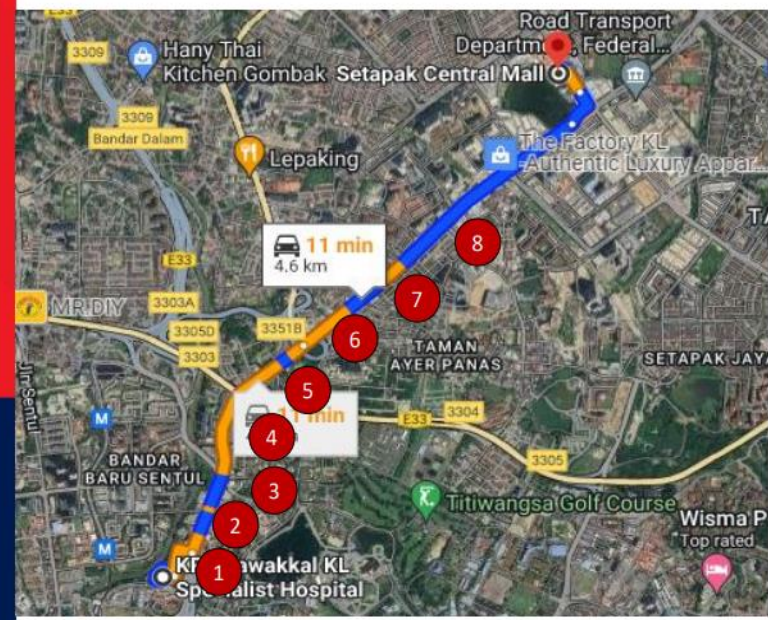 E33
Road Transport
3309
Hany Thai
Kitchen Gombak
Federal...
Setapak Central Mall
3309
Bandar Dalam
The Factory KL
-Authentic Luxury Appar...
Lepaking
11 min
4.6 km
8
E33
7
MR.DIY
3303A
3305D
3351B
3303
6
TAMAN
AYER PANAS
SETAPAK JAYA
Jln Sentul
5
11 min
M
E33
3304
4
3305
BANDAR
BARU SENTUL
3
Titiwangsa Golf Course
2
Wisma P
Top rated
M
1
KL
Hospital